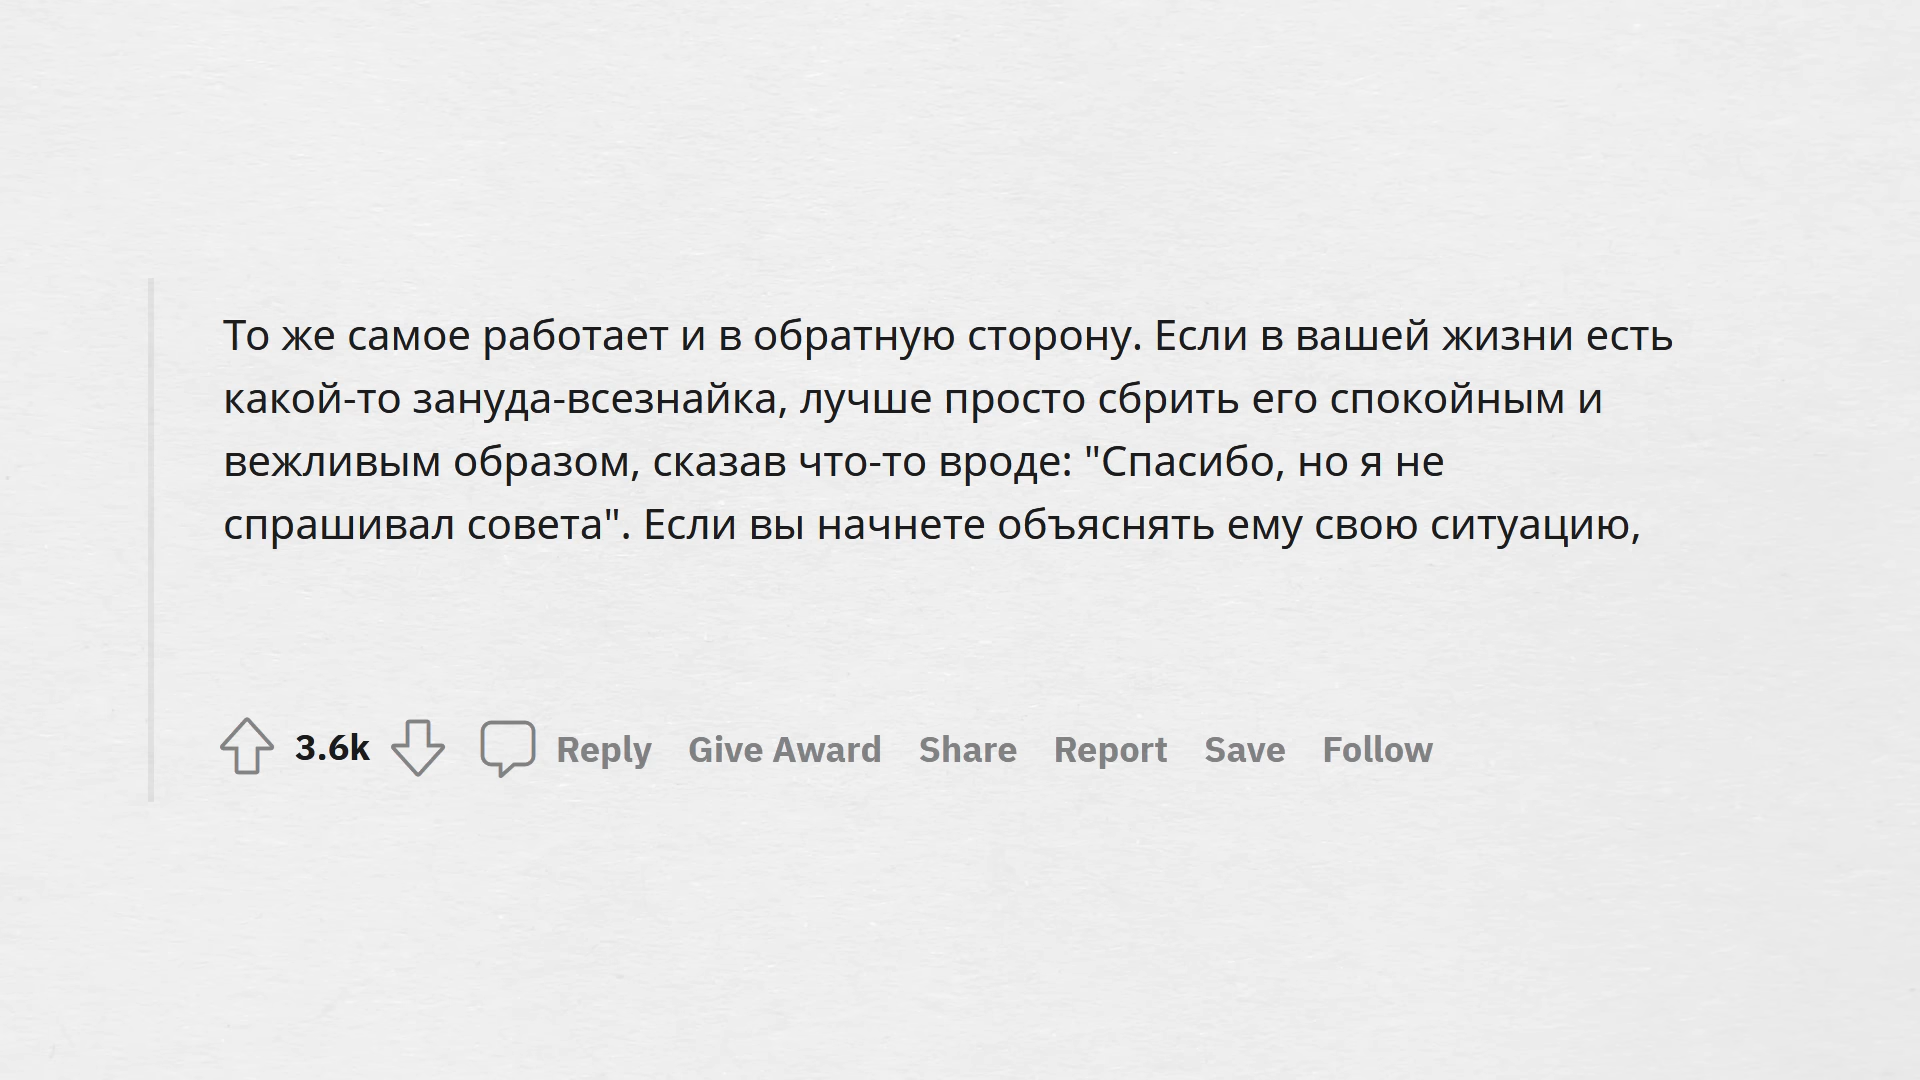 То же самое работает и в обратную сторону. Если в вашей жизни есть
какой-то зануда-всезнайка, лучше просто сбрить его спокойным и
вежливым образом, сказав что-то вроде: "Спасибо, но я не
спрашивал совета". Если вы начнете объяснять ему свою ситуацию,
3.6k Reply Give Award Share Report Save Follow